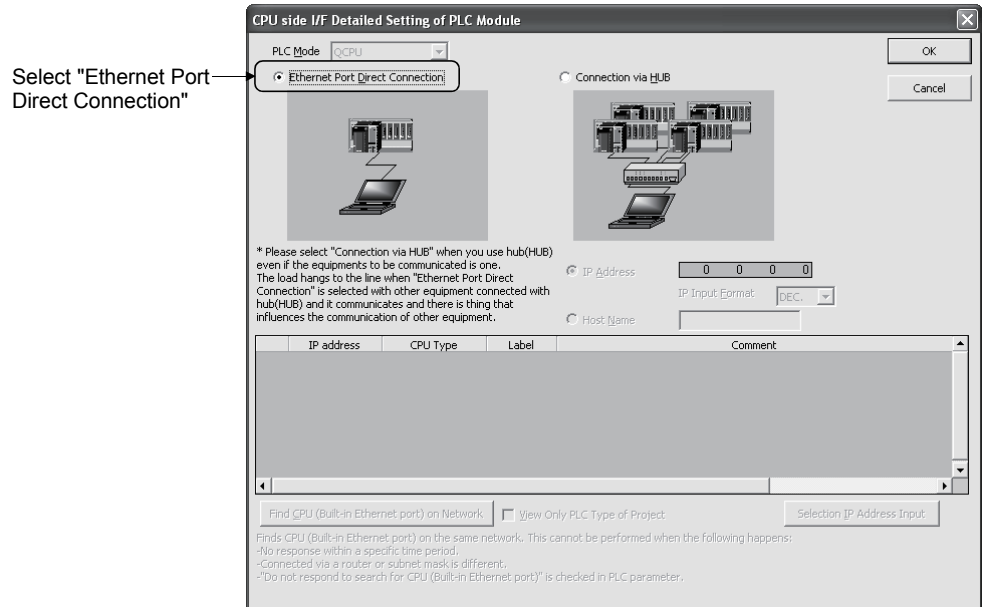 CPU side I/F Detailed Setting of PLC Module
PLC Mode QCPU
OK
Select "Ethernet Port
Direct Connection"
Ethernet Port Direct Connection
Connection via HUB
Cancel
* Please select "Connection via HUB" when you use hub(HUB)
even if the equipments to be communicated is one.
The load hangs to the line when "Ethernet Port Direct
Connection" is selected with other equipment connected with
hub(HUB) and it communicates and there is thing that
influences the communication of other equipment.
IP Address 0 0 0 0
IP Input Format DEC.
Host Name
IP address CPU Type Label Comment
Find CPU (Built-in Ethernet port) on Network View Only PLC Type of Project Selection IP Address Input
Finds CPU (Built-in Ethernet port) on the same network. This cannot be performed when the following happens:
-No response within a specific time period.
-Connected via a router or subnet mask is different.
-"Do not respond to search for CPU (Built-in Ethernet port)" is checked in PLC parameter.